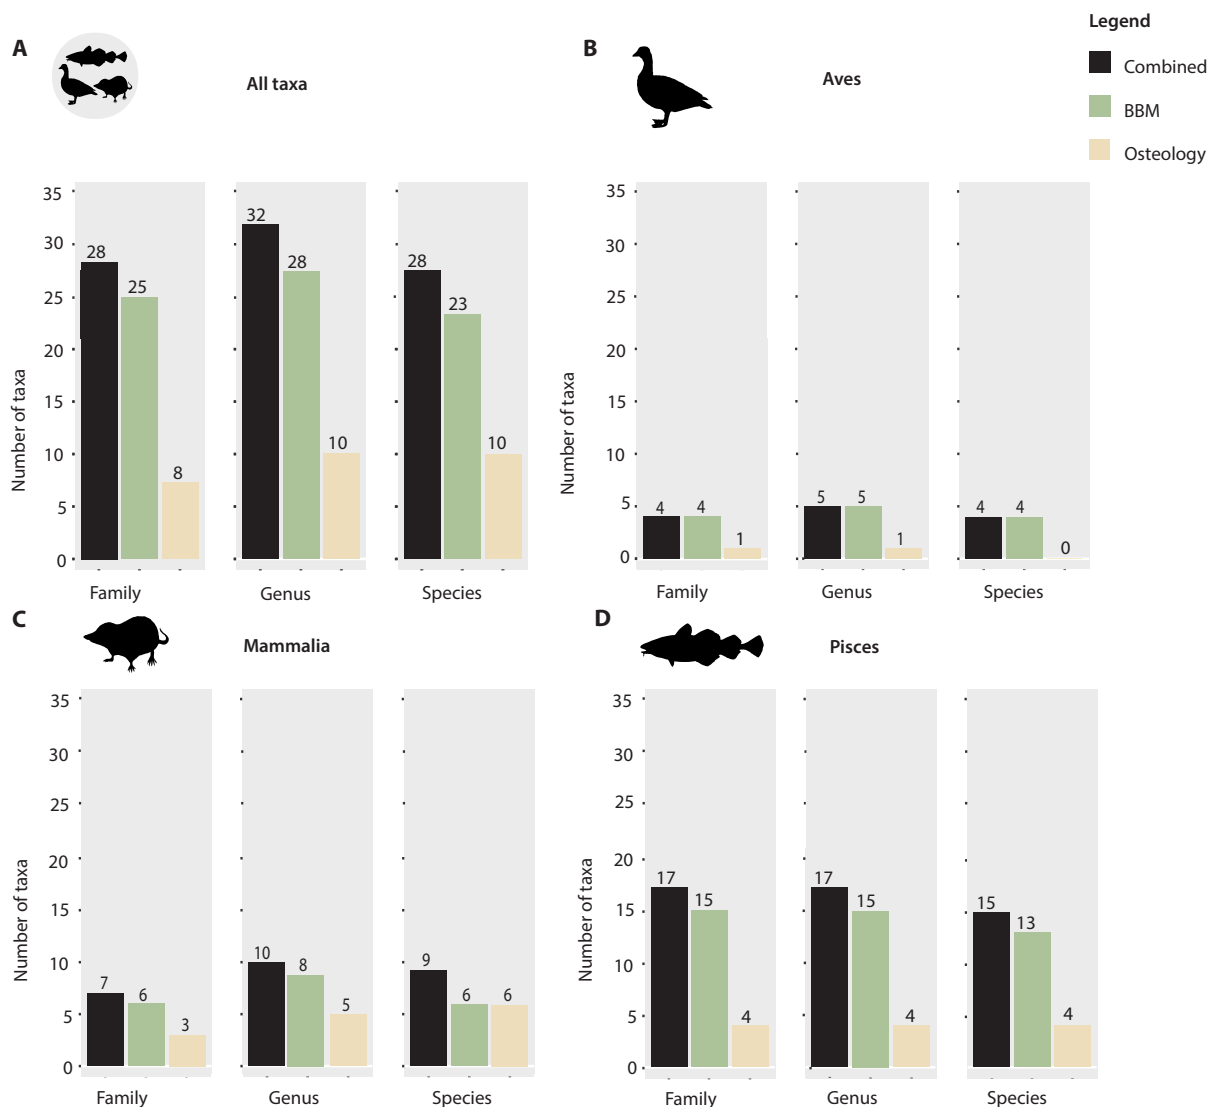 Legend
Combined
BBM
Osteology
A
All taxa
Number of taxa
35
30
25
20
15
10
5
0
28
25
8
Family
32
28
10
Genus
28
23
10
Species
B
Aves
Number of taxa
35
30
25
20
15
10
5
0
4
4
1
Family
5
5
1
Genus
4
4
0
Species
C
Mammalia
Number of taxa
35
30
25
20
15
10
5
0
7
6
3
Family
10
8
5
Genus
9
6
6
Species
D
Pisces
Number of taxa
35
30
25
20
15
10
5
0
17
15
4
Family
17
15
4
Genus
15
13
4
Species